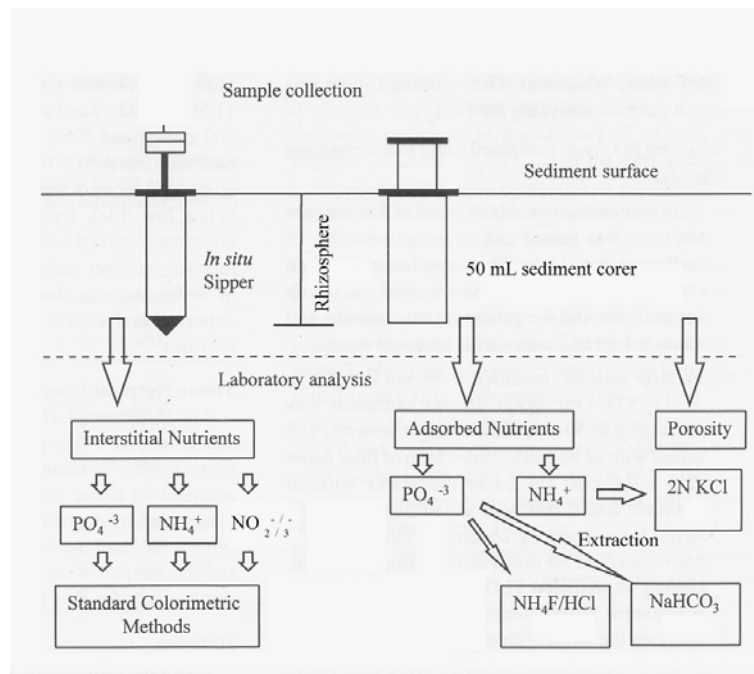 Sample collection
Sediment surface
In situ
Sipper
Rhizosphere
50 mL sediment corer
Laboratory analysis
Interstitial Nutrients
Adsorbed Nutrients
Porosity
PO₄⁻³
NH₄⁺
NO₂/₃⁻/⁻
PO₄⁻³
NH₄⁺
2N KCl
Extraction
Standard Colorimetric
Methods
NH₄F/HCl
NaHCO₃